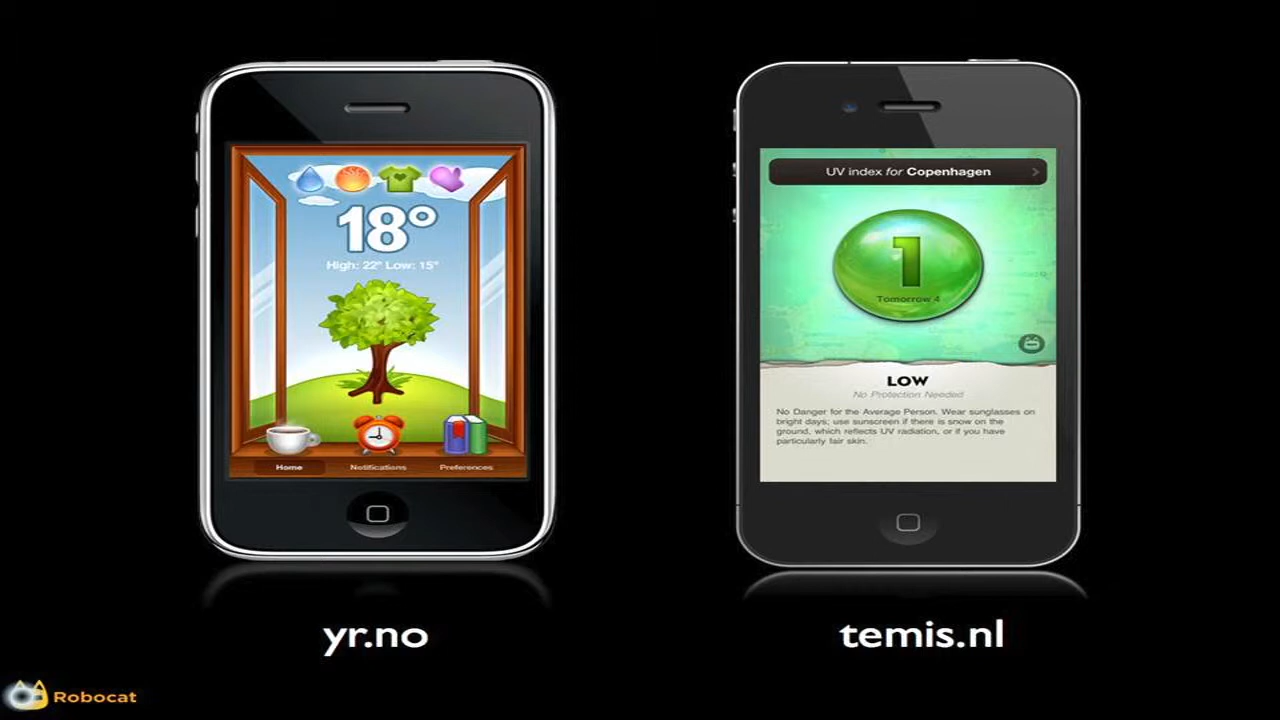 18°
High: 22° Low: 15°
Home
Notifications
Preferences
yr.no
UV index for Copenhagen
1
Tomorrow 4
LOW
No Protection Needed
No Danger for the Average Person. Wear sunglasses on
bright days; use sunscreen if there is snow on the
ground, which reflects UV radiation, or if you have
particularly fair skin.
temis.nl
Robocat